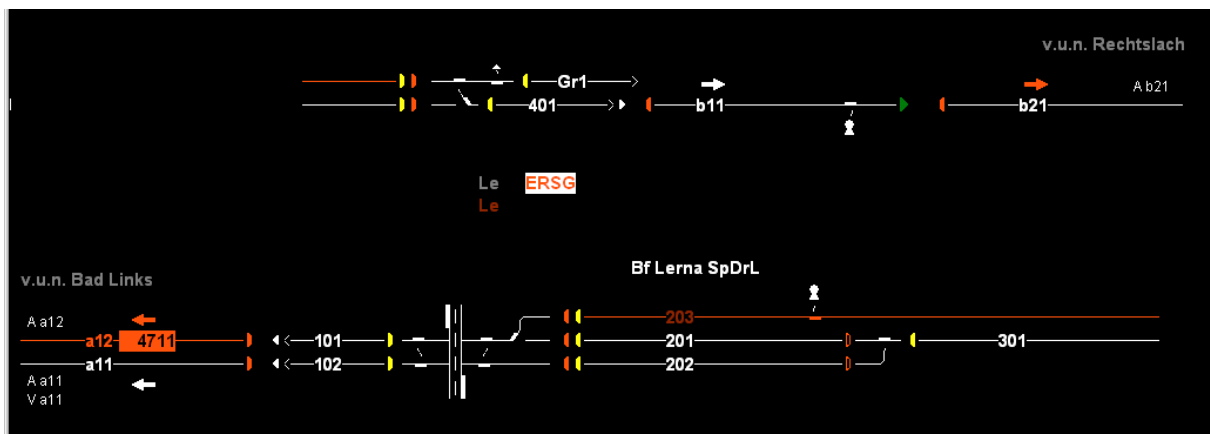 v.u.n. Rechtslach
Gr1
A b21
401 b11 b21
Le ERSG
Le
Bf Lerna SpDrL
v.u.n. Bad Links
A a12 203
a12 4711 101 201 301
a11 102 202
A a11
V a11